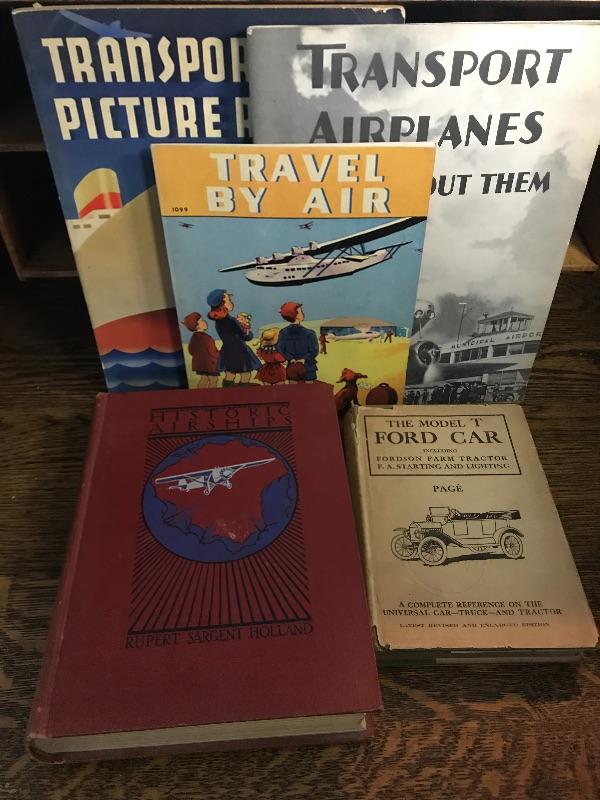 TRANSPOR
PICTURE
TRANSPORT
AIRPLANES
OUT THEM
MUNICIPAL AIRPORT
TRAVEL
BY AIR
1099
HISTORIC
AIRSHIPS
RUPERT SARGENT HOLLAND
THE MODEL T
FORD CAR
INCLUDING
FORDSON FARM TRACTOR
F.A. STARTING AND LIGHTING
PAGÉ
A COMPLETE REFERENCE ON THE
UNIVERSAL CAR—TRUCK—AND TRACTOR
LATEST REVISED AND ENLARGED EDITION